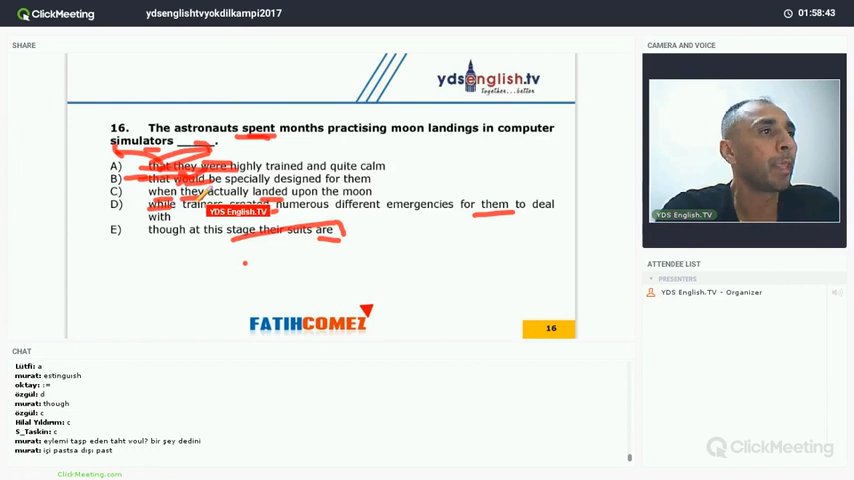 ClickMeeting
ydsenglishtvyokdilkampi2017
01:58:43
SHARE
ydsenglish.tv
together...better
16. The astronauts spent months practising moon landings in computer
simulators _____.
A) that they were highly trained and quite calm
B) that would be specially designed for them
C) when they actually landed upon the moon
D) while trainers created numerous different emergencies for them to deal
with
YDS English.TV
E) though at this stage their suits are
FATIHCOMEZ
16
CHAT
Lütfi: a
murat: estinguish
oktay: :=
özgül: d
murat: though
özgül: c
Hilal Yıldırım: c
S_Taskin: c
murat: eylemi taşp eden taht woul? bir şey dedini
murat: içi pastsa dışı past
ClickMeeting.com
CAMERA AND VOICE
YDS English.TV
ATTENDEE LIST
PRESENTERS
YDS English.TV - Organizer
ClickMeeting